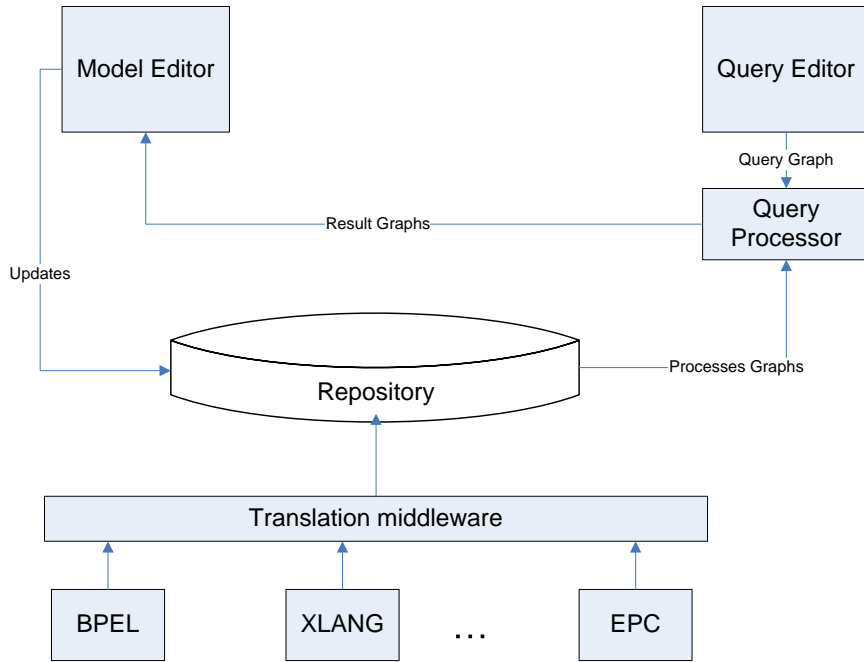 Model Editor
Query Editor
Query Graph
Query
Processor
Result Graphs
Updates
Processes Graphs
Repository
Translation middleware
BPEL
XLANG
...
EPC